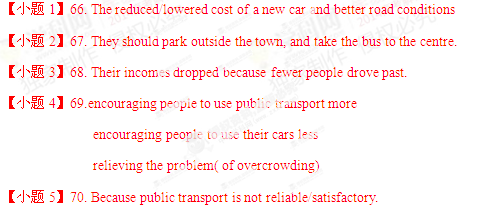 【小题 1】66. The reduced/lowered cost of a new car and better road conditions
【小题 2】67. They should park outside the town, and take the bus to the centre.
【小题 3】68. Their incomes dropped because fewer people drove past.
【小题 4】69.encouraging people to use public transport more
encouraging people to use their cars less
relieving the problem( of overcrowding)
【小题 5】70. Because public transport is not reliable/satisfactory.